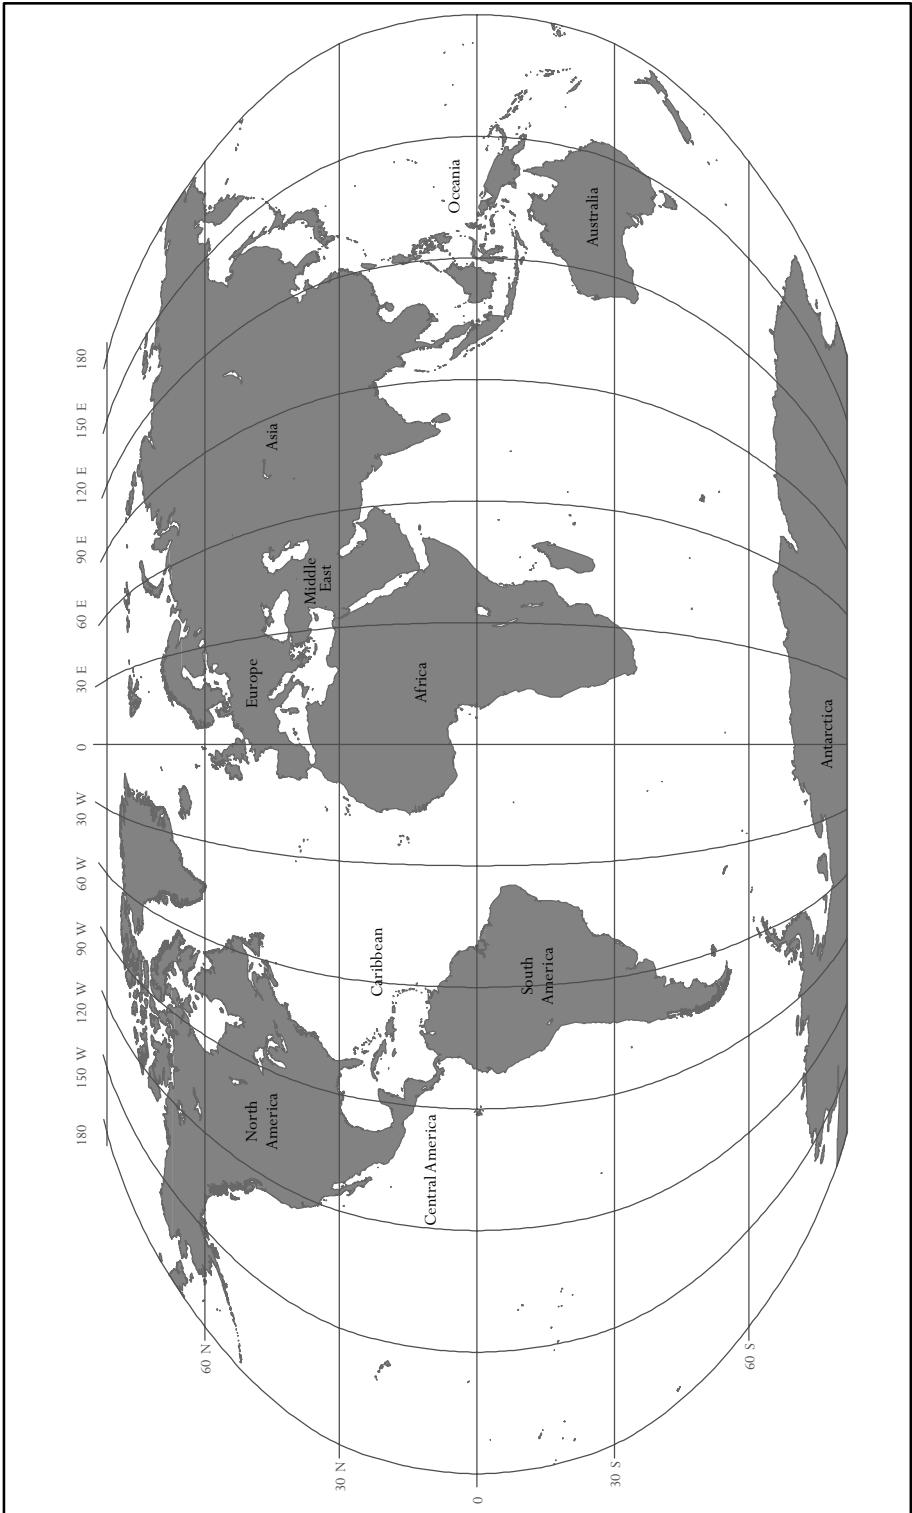 180
150 W
120 W
90 W
60 W
30 W
0
30 E
60 E
90 E
120 E
150 E
180
60 N
30 N
0
30 S
60 S
North
America
Central America
Caribbean
South
America
Europe
Africa
Middle
East
Asia
Oceania
Australia
Antarctica